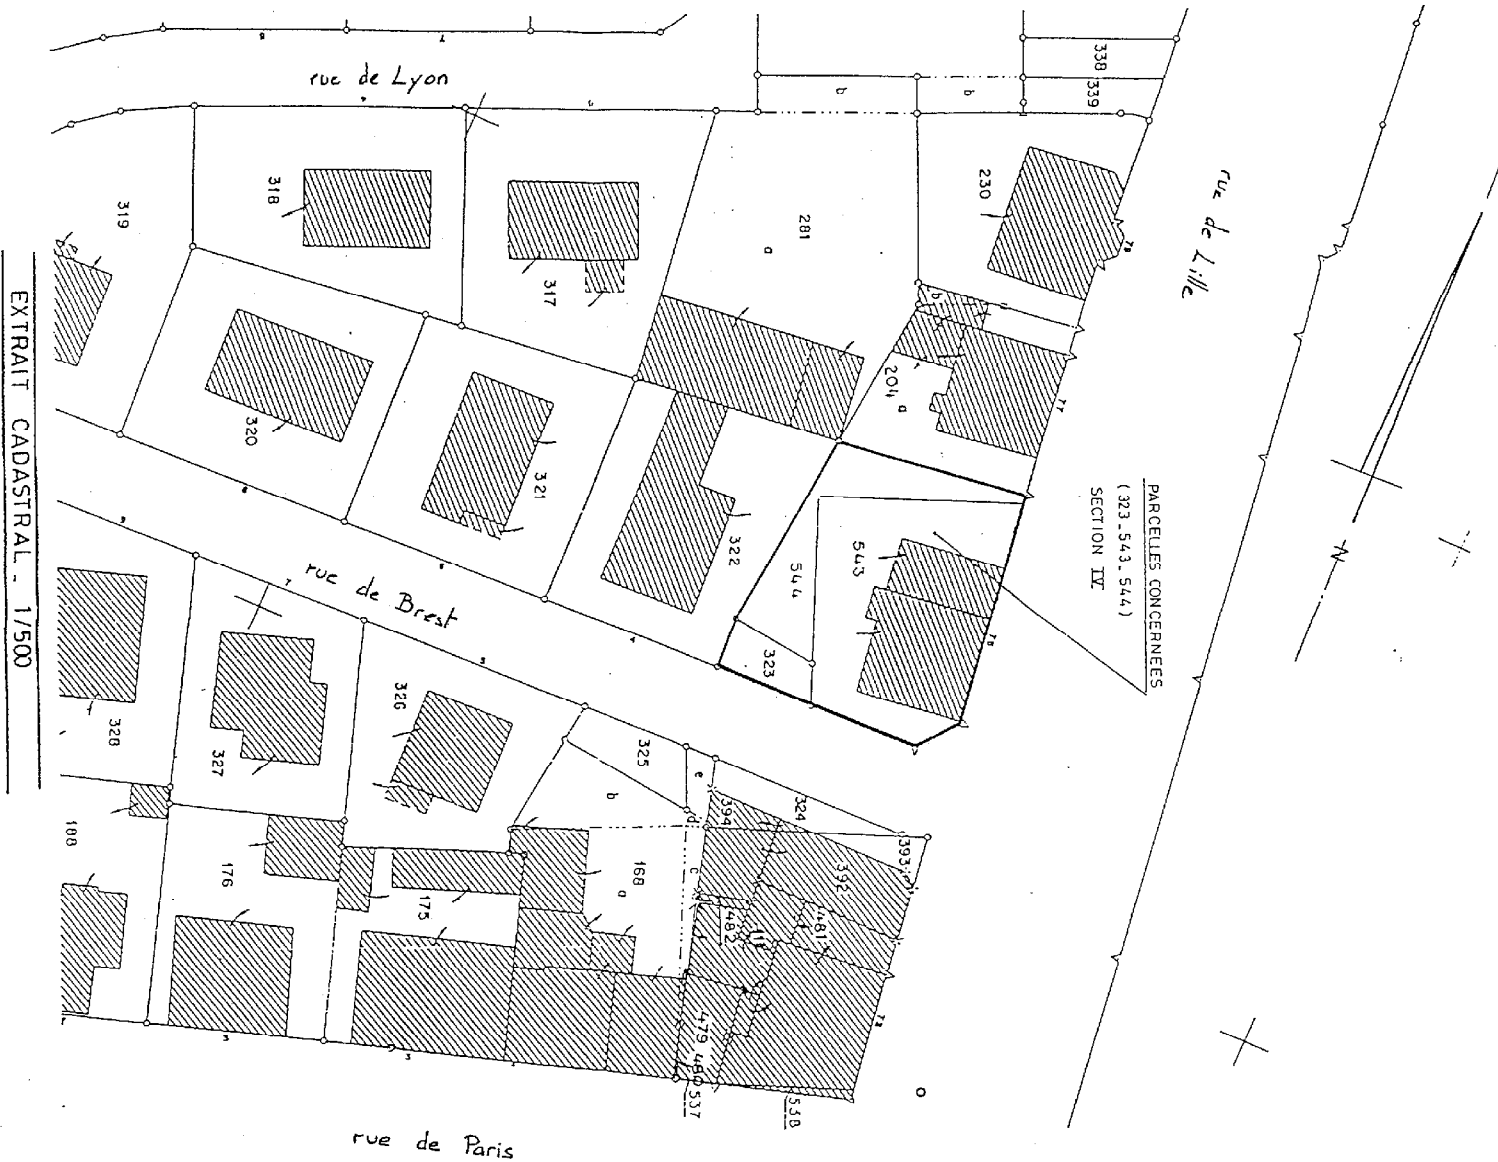 rue de Lyon
338
339
rue de Lille
b
b
230
318
317
319
281
a
b
204
a
320
321
322
PARCELLES CONCERNEES
( 323 _ 543 _ 544 )
SECTION IV
N
543
544
323
EXTRAIT CADASTRAL _ 1/500
rue de Brest
328
327
326
325
e
b
d
394
324
393
392
168
a
c
482
481
188
176
175
479
480
537
538
rue de Paris